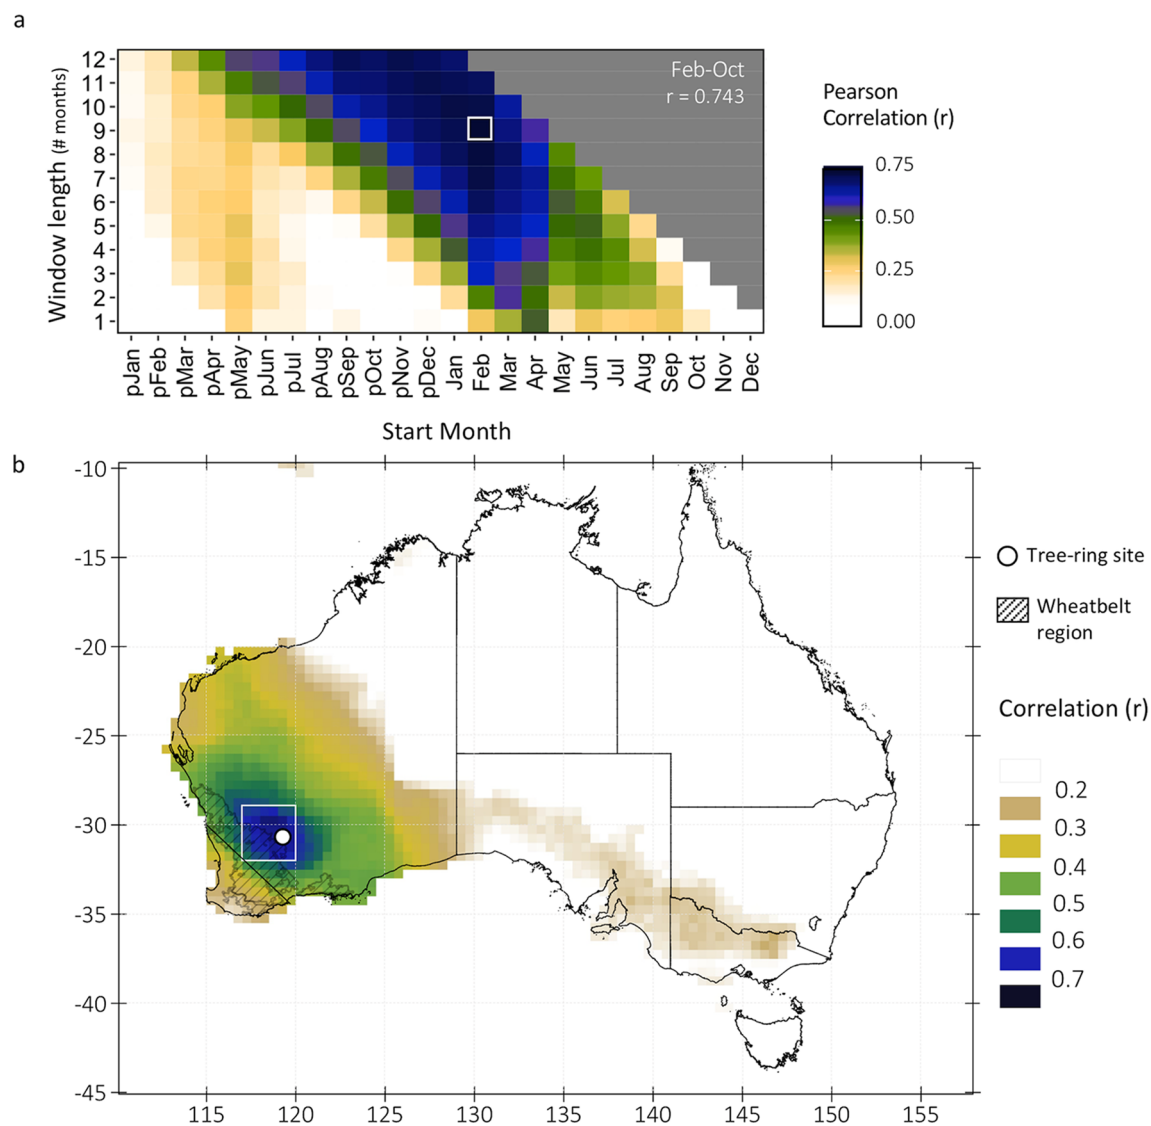 a
Feb-Oct
r = 0.743
Window length (# months)
12
11
10
9
8
7
6
5
4
3
2
1
pJan
pFeb
pMar
pApr
pMay
pJun
pJul
pAug
pSep
pOct
pNov
pDec
Jan
Feb
Mar
Apr
May
Jun
Jul
Aug
Sep
Oct
Nov
Dec
Start Month
Pearson
Correlation (r)
0.75
0.50
0.25
0.00
b
-10
-15
-20
-25
-30
-35
-40
-45
115
120
125
130
135
140
145
150
155
Tree-ring site
Wheatbelt
region
Correlation (r)
0.2
0.3
0.4
0.5
0.6
0.7